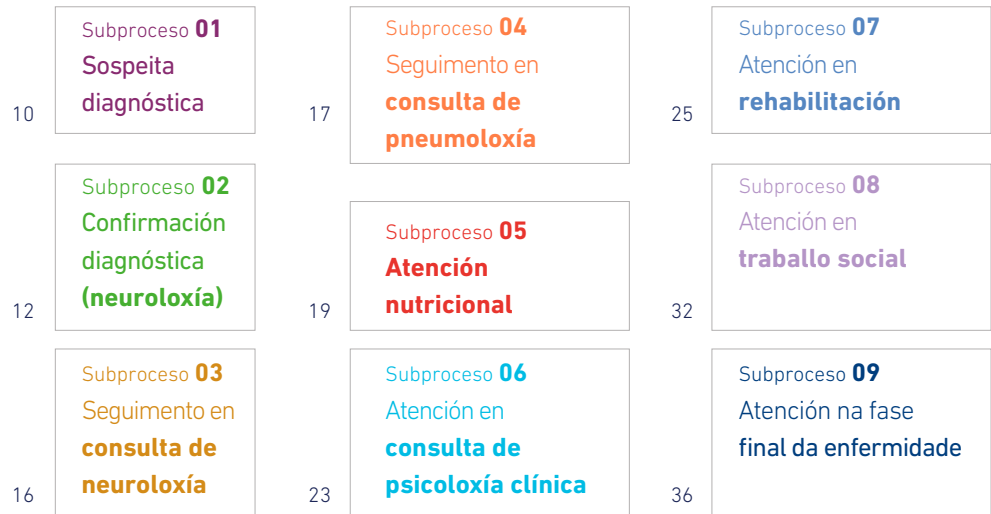 Subproceso 01
Sospeita
diagnóstica
10
Subproceso 02
Confirmación
diagnóstica
(neuroloxía)
12
Subproceso 03
Seguimento en
consulta de
neuroloxía
16
Subproceso 04
Seguimento en
consulta de
pneumoloxía
17
Subproceso 05
Atención
nutricional
19
Subproceso 06
Atención en
consulta de
psicoloxía clínica
23
Subproceso 07
Atención en
rehabilitación
25
Subproceso 08
Atención en
traballo social
32
Subproceso 09
Atención na fase
final da enfermidade
36